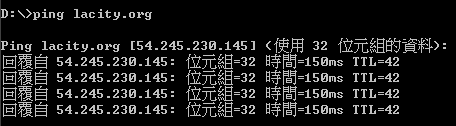 D:\>ping lacity.org
Ping lacity.org [54.245.230.145] (使用 32 位元組的資料):
回覆自 54.245.230.145: 位元組=32 時間=150ms TTL=42
回覆自 54.245.230.145: 位元組=32 時間=150ms TTL=42
回覆自 54.245.230.145: 位元組=32 時間=150ms TTL=42
回覆自 54.245.230.145: 位元組=32 時間=150ms TTL=42